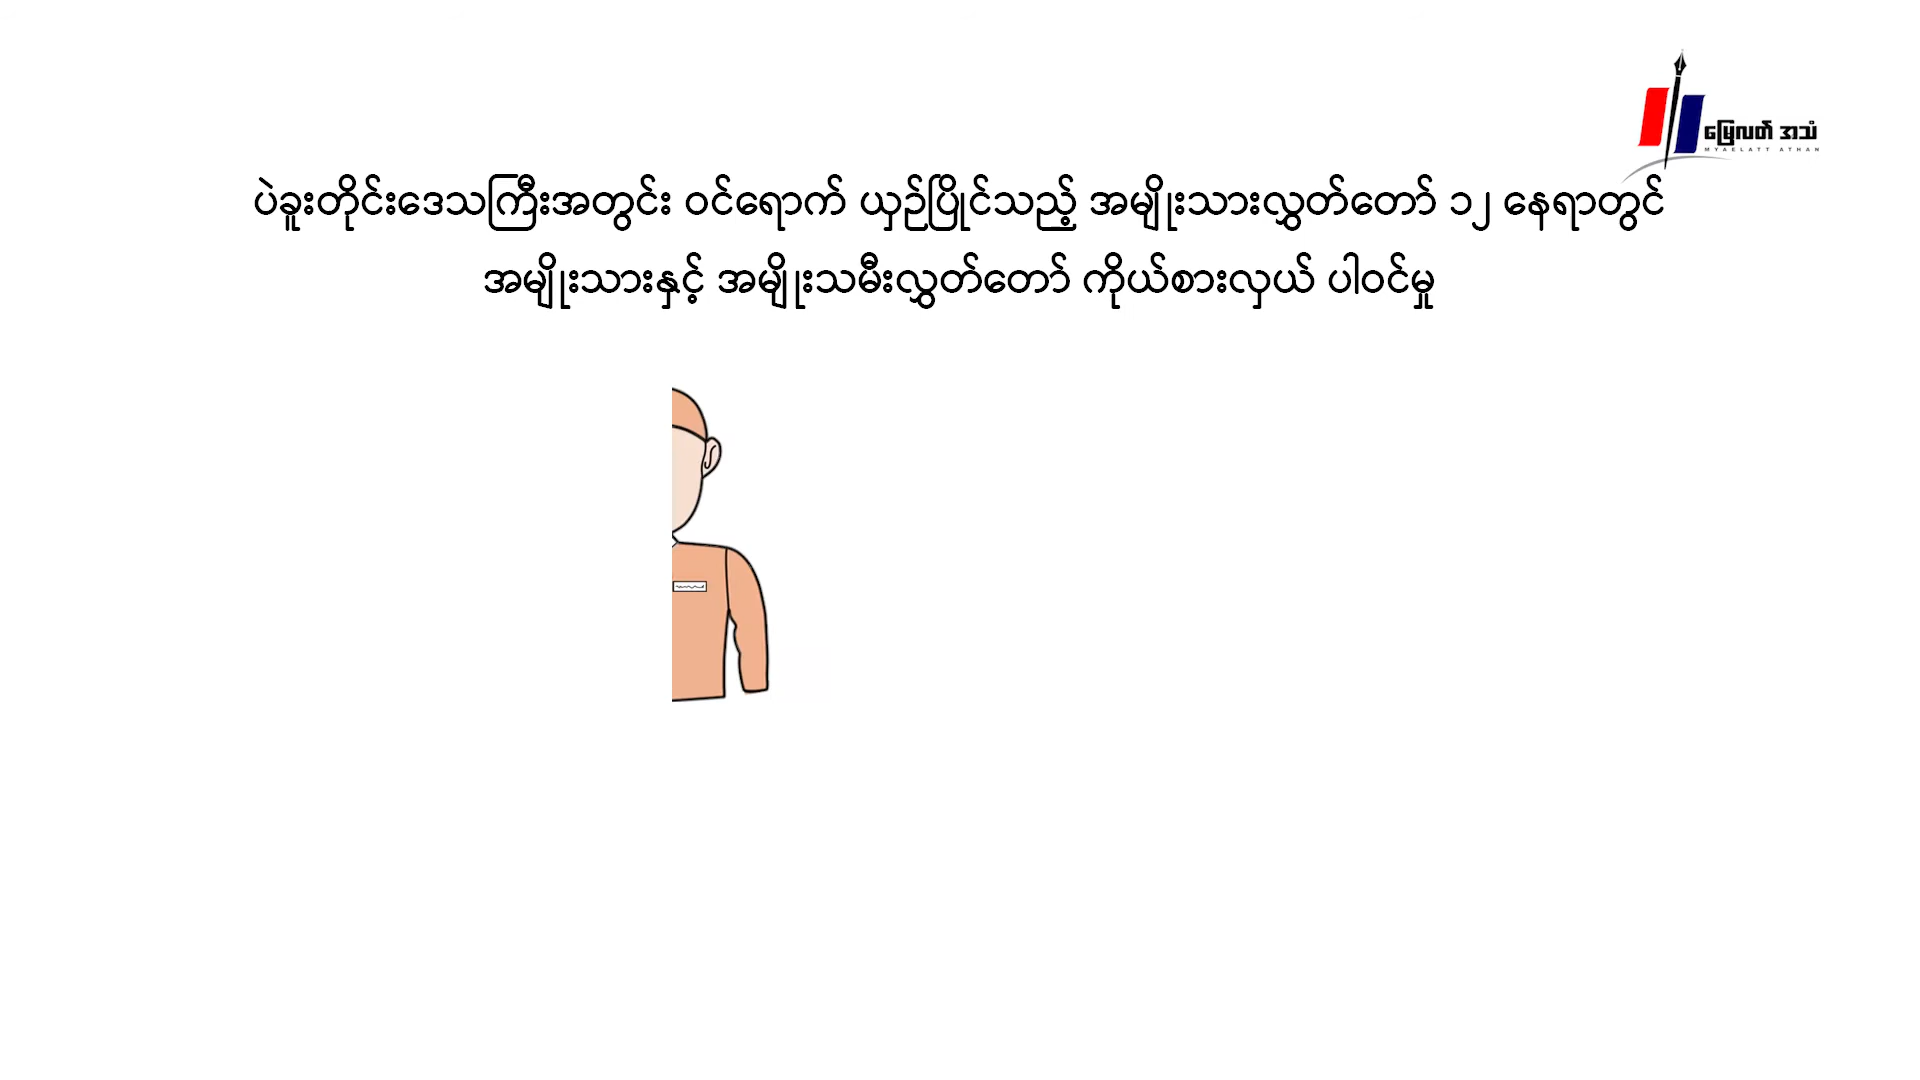 မြေလတ် အသံ
MYAELATT ATHAN
ပဲခူးတိုင်းဒေသကြီးအတွင်း ဝင်ရောက် ယှဉ်ပြိုင်သည့် အမျိုးသားလွှတ်တော် ၁၂ နေရာတွင်
အမျိုးသားနှင့် အမျိုးသမီးလွှတ်တော် ကိုယ်စားလှယ် ပါဝင်မှု